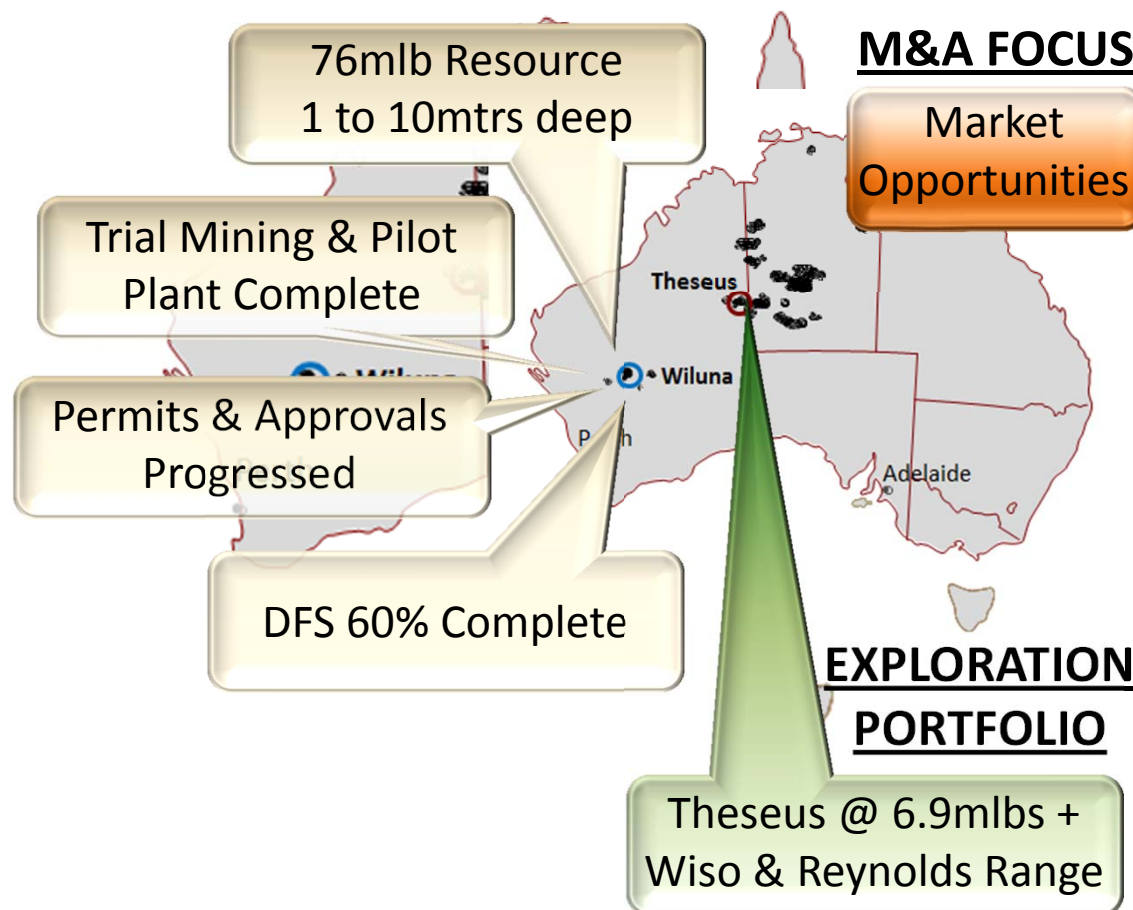 76mlb Resource
1 to 10mtrs deep
M&A FOCUS
Market
Opportunities
Trial Mining & Pilot
Plant Complete
Theseus
Wiluna
Wiluna
Permits & Approvals
Progressed
Adelaide
DFS 60% Complete
EXPLORATION
PORTFOLIO
Theseus @ 6.9mlbs +
Wiso & Reynolds Range